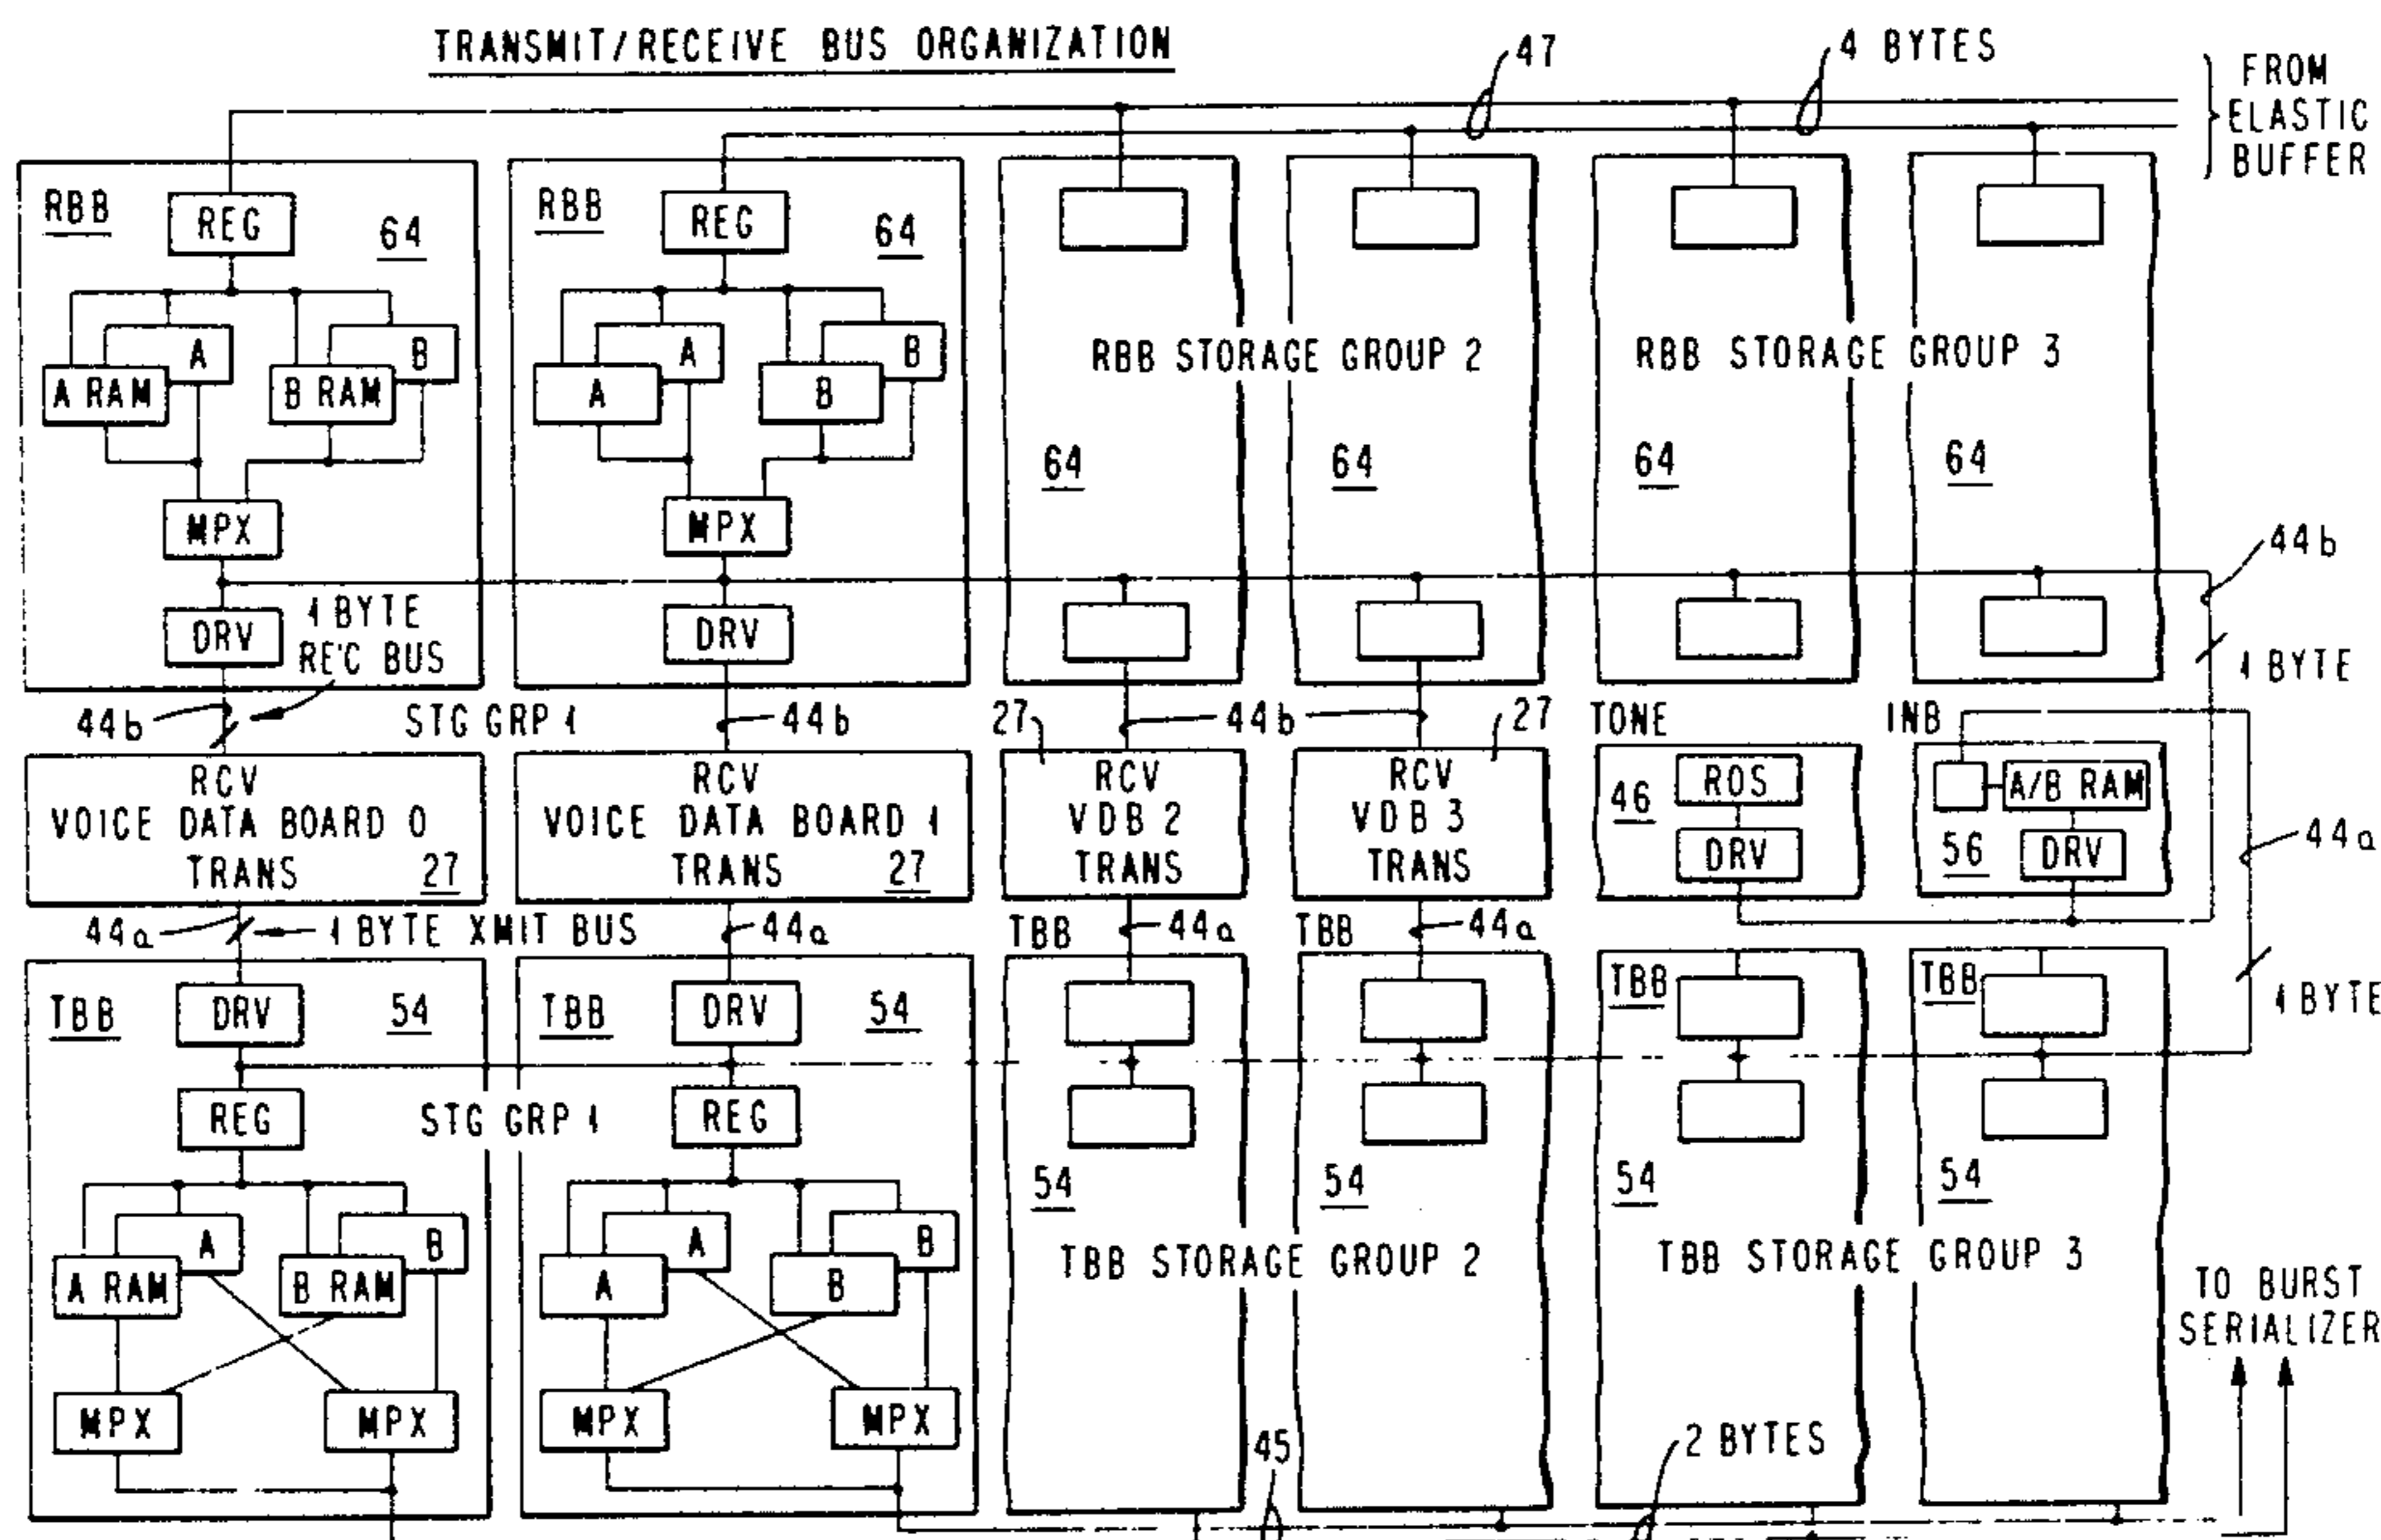 TRANSMIT/RECEIVE BUS ORGANIZATION
47
4 BYTES
FROM
ELASTIC
BUFFER
RBB
REG
64
A
B
A RAM
B RAM
MPX
DRV
1 BYTE
REC BUS
RBB
REG
64
A
B
A
B
MPX
DRV
RBB STORAGE GROUP 2
64
64
RBB STORAGE GROUP 3
64
64
44b
1 BYTE
44b
STG GRP 1
44b
27
44b
27
TONE
INB
RCV
VOICE DATA BOARD 0
TRANS
27
RCV
VOICE DATA BOARD 1
TRANS
27
RCV
VDB 2
TRANS
RCV
VDB 3
TRANS
46
ROS
DRV
A/B RAM
56
DRV
44a
44a
1 BYTE XMIT BUS
44a
TBB
44a
TBB
44a
TBB
DRV
54
REG
STG GRP 1
A
B
A RAM
B RAM
MPX
MPX
TBB
DRV
54
REG
A
B
A
B
MPX
MPX
54
54
TBB STORAGE GROUP 2
TBB
TBB
1 BYTE
54
54
TBB STORAGE GROUP 3
TO BURST
SERIALIZER
45
2 BYTES